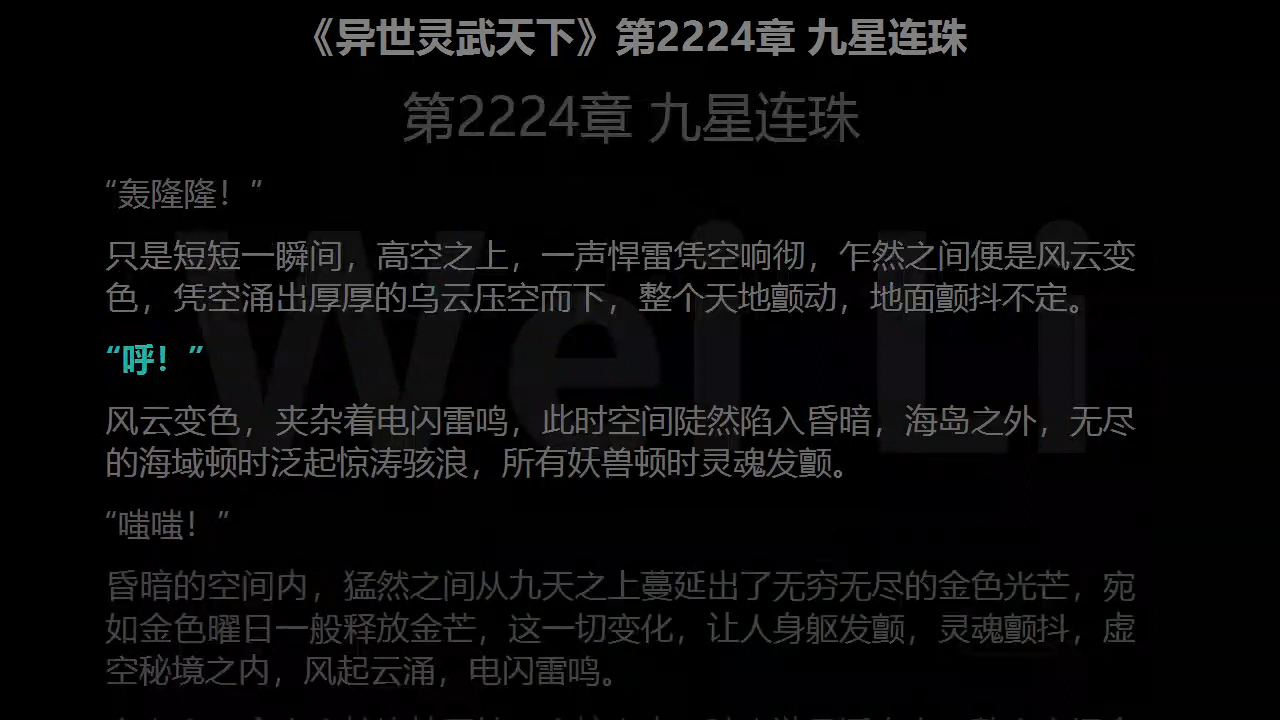 《异世灵武天下》第2224章 九星连珠
第2224章 九星连珠
“轰隆隆！”
只是短短一瞬间，高空之上，一声悍雷凭空响彻，乍然之间便是风云变
色，凭空涌出厚厚的乌云压空而下，整个天地颤动，地面颤抖不定。
“呼！”
风云变色，夹杂着电闪雷鸣，此时空间陡然陷入昏暗，海岛之外，无尽
的海域顿时泛起惊涛骇浪，所有妖兽顿时灵魂发颤。
“嗤嗤！”
昏暗的空间内，猛然之间从九天之上蔓延出了无穷无尽的金色光芒，宛
如金色曜日一般释放金芒，这一切变化，让人身躯发颤，灵魂颤抖，虚
空秘境之内，风起云涌，电闪雷鸣。
Wei Li